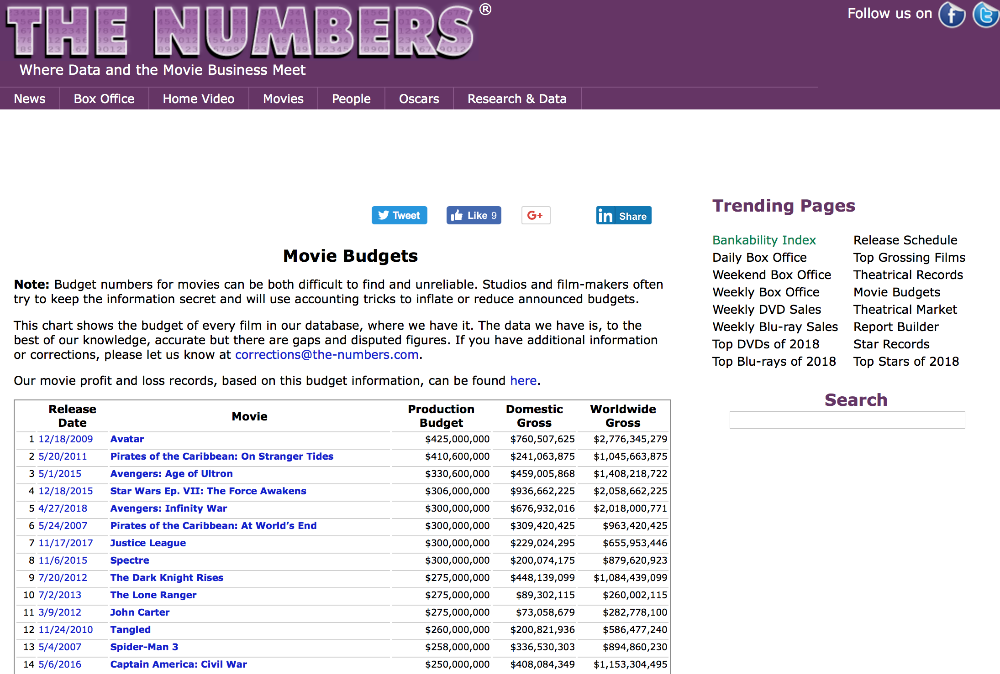 THE NUMBERS®
Where Data and the Movie Business Meet
Follow us on
News Box Office Home Video Movies People Oscars Research & Data
Tweet Like 9 G+ in Share
Movie Budgets
Note: Budget numbers for movies can be both difficult to find and unreliable. Studios and film-makers often
try to keep the information secret and will use accounting tricks to inflate or reduce announced budgets.
This chart shows the budget of every film in our database, where we have it. The data we have is, to the
best of our knowledge, accurate but there are gaps and disputed figures. If you have additional information
or corrections, please let us know at corrections@the-numbers.com.
Our movie profit and loss records, based on this budget information, can be found here.
Release Date Movie Production Budget Domestic Gross Worldwide Gross
1 12/18/2009 Avatar $425,000,000 $760,507,625 $2,776,345,279
2 5/20/2011 Pirates of the Caribbean: On Stranger Tides $410,600,000 $241,063,875 $1,045,663,875
3 5/1/2015 Avengers: Age of Ultron $330,600,000 $459,005,868 $1,408,218,722
4 12/18/2015 Star Wars Ep. VII: The Force Awakens $306,000,000 $936,662,225 $2,058,662,225
5 4/27/2018 Avengers: Infinity War $300,000,000 $676,932,016 $2,018,000,771
6 5/24/2007 Pirates of the Caribbean: At World’s End $300,000,000 $309,420,425 $963,420,425
7 11/17/2017 Justice League $300,000,000 $229,024,295 $655,953,446
8 11/6/2015 Spectre $300,000,000 $200,074,175 $879,620,923
9 7/20/2012 The Dark Knight Rises $275,000,000 $448,139,099 $1,084,439,099
10 7/2/2013 The Lone Ranger $275,000,000 $89,302,115 $260,002,115
11 3/9/2012 John Carter $275,000,000 $73,058,679 $282,778,100
12 11/24/2010 Tangled $260,000,000 $200,821,936 $586,477,240
13 5/4/2007 Spider-Man 3 $258,000,000 $336,530,303 $894,860,230
14 5/6/2016 Captain America: Civil War $250,000,000 $408,084,349 $1,153,304,495
Trending Pages
Bankability Index Release Schedule
Daily Box Office Top Grossing Films
Weekend Box Office Theatrical Records
Weekly Box Office Movie Budgets
Weekly DVD Sales Theatrical Market
Weekly Blu-ray Sales Report Builder
Top DVDs of 2018 Star Records
Top Blu-rays of 2018 Top Stars of 2018
Search